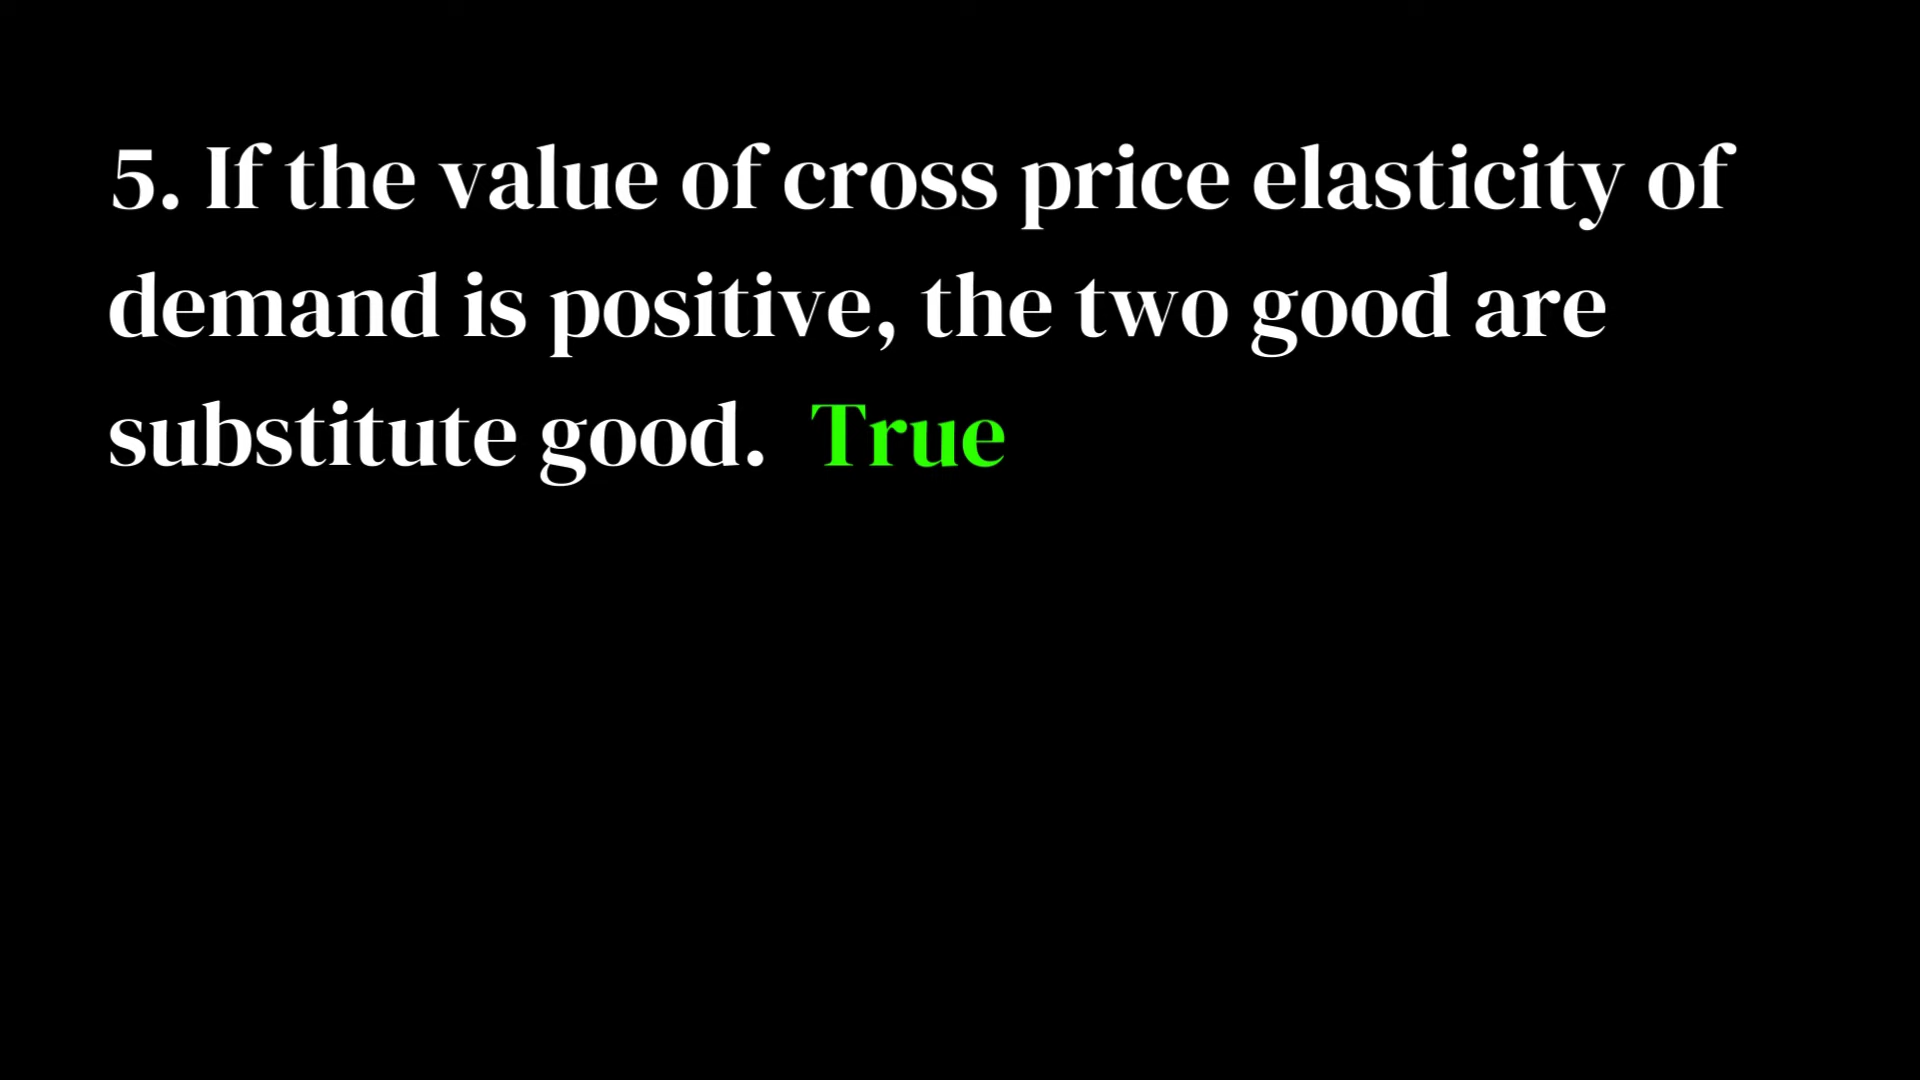 5. If the value of cross price elasticity of
demand is positive, the two good are
substitute good. True